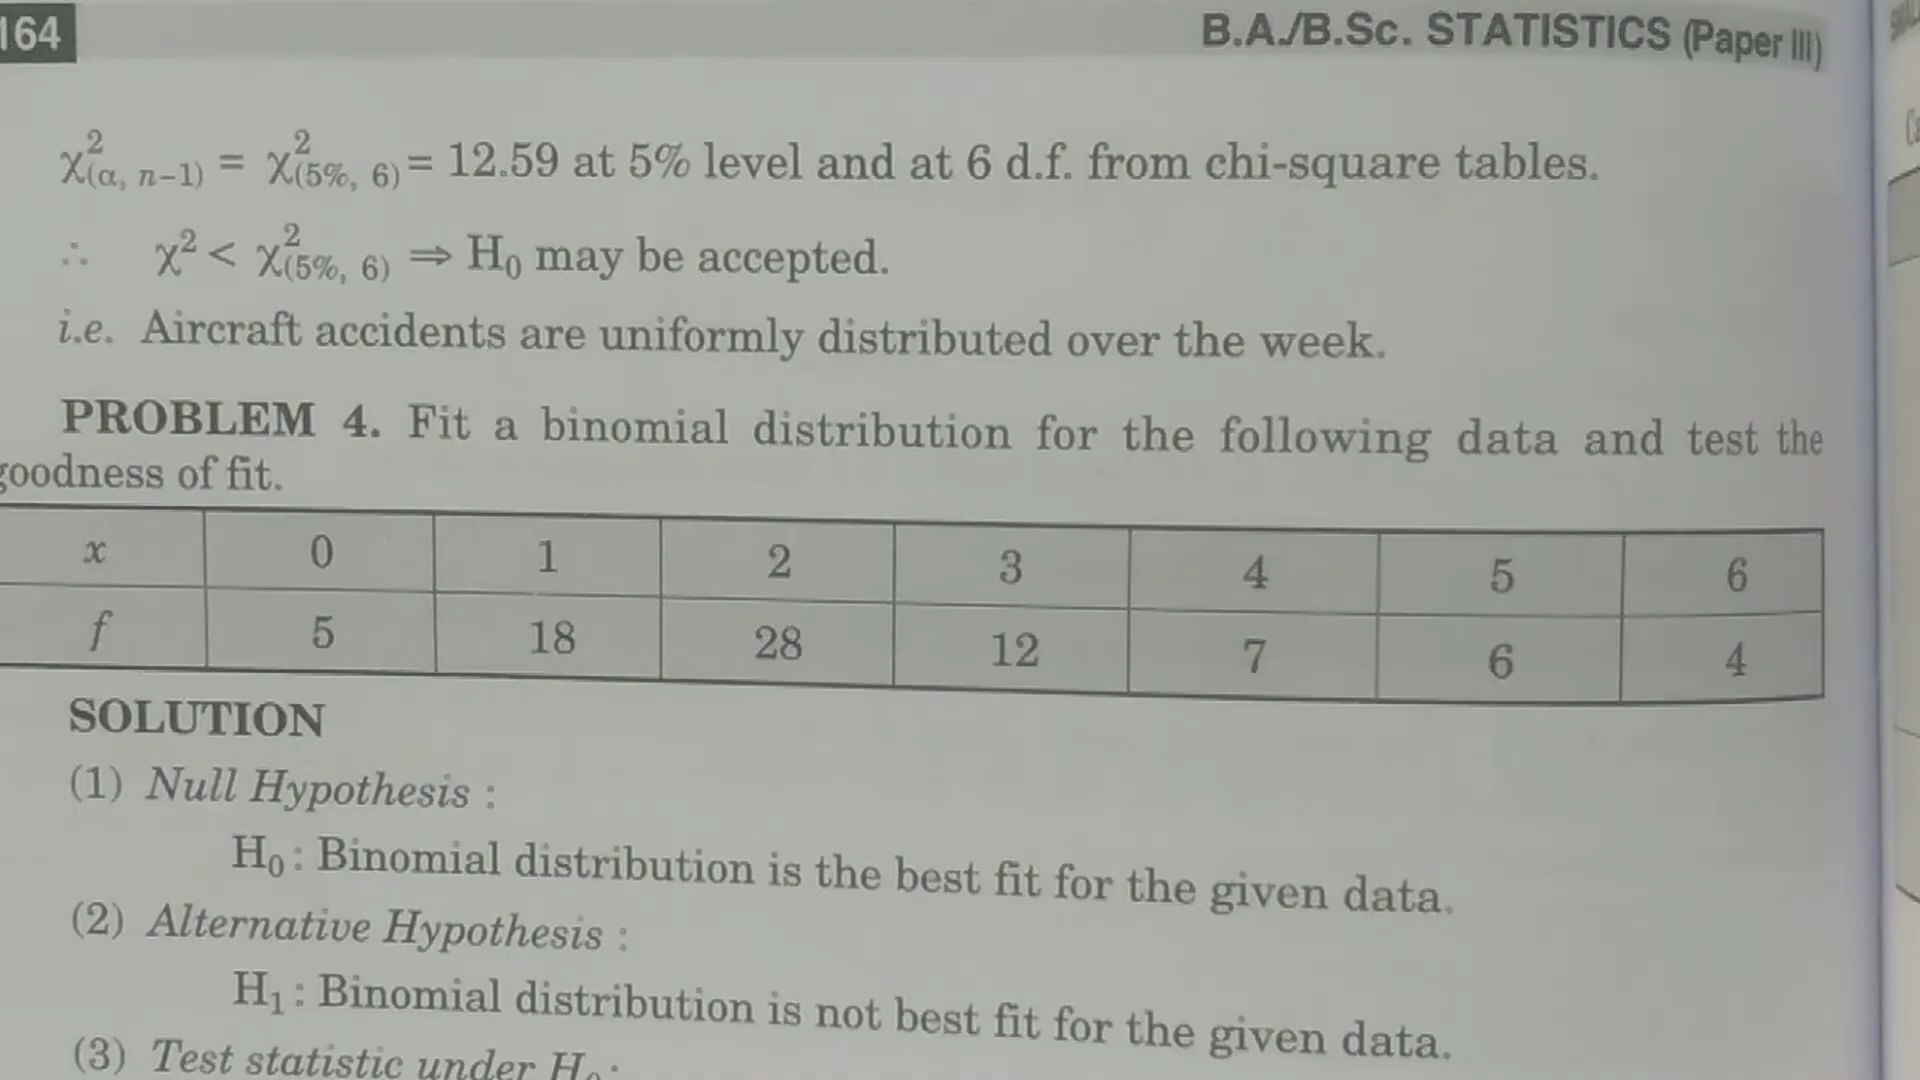 164
B.A./B.Sc. STATISTICS (Paper III)
χ²(α, n−1) = χ²(5%, 6) = 12.59 at 5% level and at 6 d.f. from chi-square tables.
∴ χ² < χ²(5%, 6) ⇒ H₀ may be accepted.
i.e. Aircraft accidents are uniformly distributed over the week.
PROBLEM 4. Fit a binomial distribution for the following data and test the
goodness of fit.
x 0 1 2 3 4 5 6
f 5 18 28 12 7 6 4
SOLUTION
(1) Null Hypothesis :
H₀ : Binomial distribution is the best fit for the given data.
(2) Alternative Hypothesis :
H₁ : Binomial distribution is not best fit for the given data.
(3) Test statistic under H₀ :